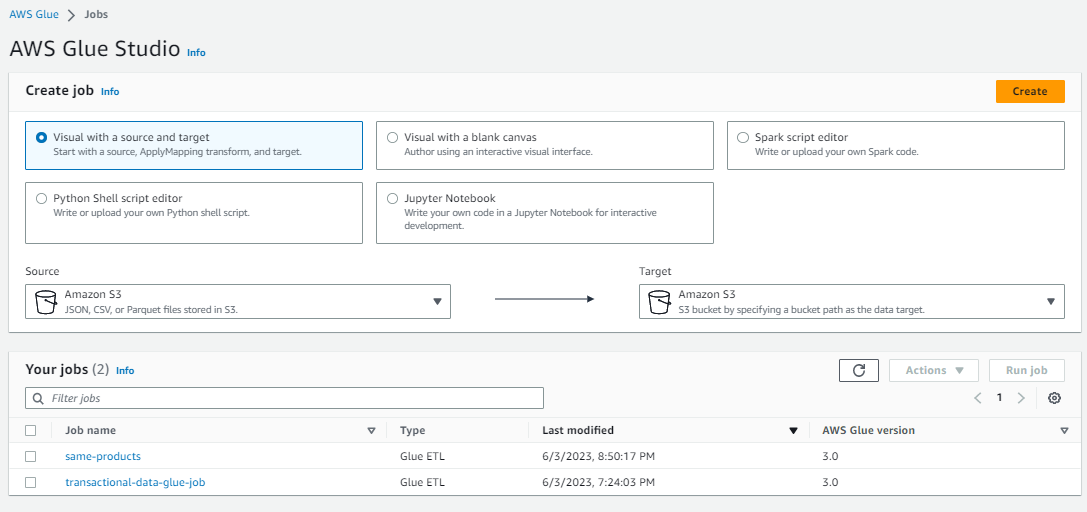 AWS Glue > Jobs
AWS Glue Studio Info
Create job Info Create
Visual with a source and target
Start with a source, ApplyMapping transform, and target.
Visual with a blank canvas
Author using an interactive visual interface.
Spark script editor
Write or upload your own Spark code.
Python Shell script editor
Write or upload your own Python shell script.
Jupyter Notebook
Write your own code in a Jupyter Notebook for interactive
development.
Source
Amazon S3
JSON, CSV, or Parquet files stored in S3.
Target
Amazon S3
S3 bucket by specifying a bucket path as the data target.
Your jobs (2) Info Actions Run job
Filter jobs 1
Job name Type Last modified AWS Glue version
same-products Glue ETL 6/3/2023, 8:50:17 PM 3.0
transactional-data-glue-job Glue ETL 6/3/2023, 7:24:03 PM 3.0